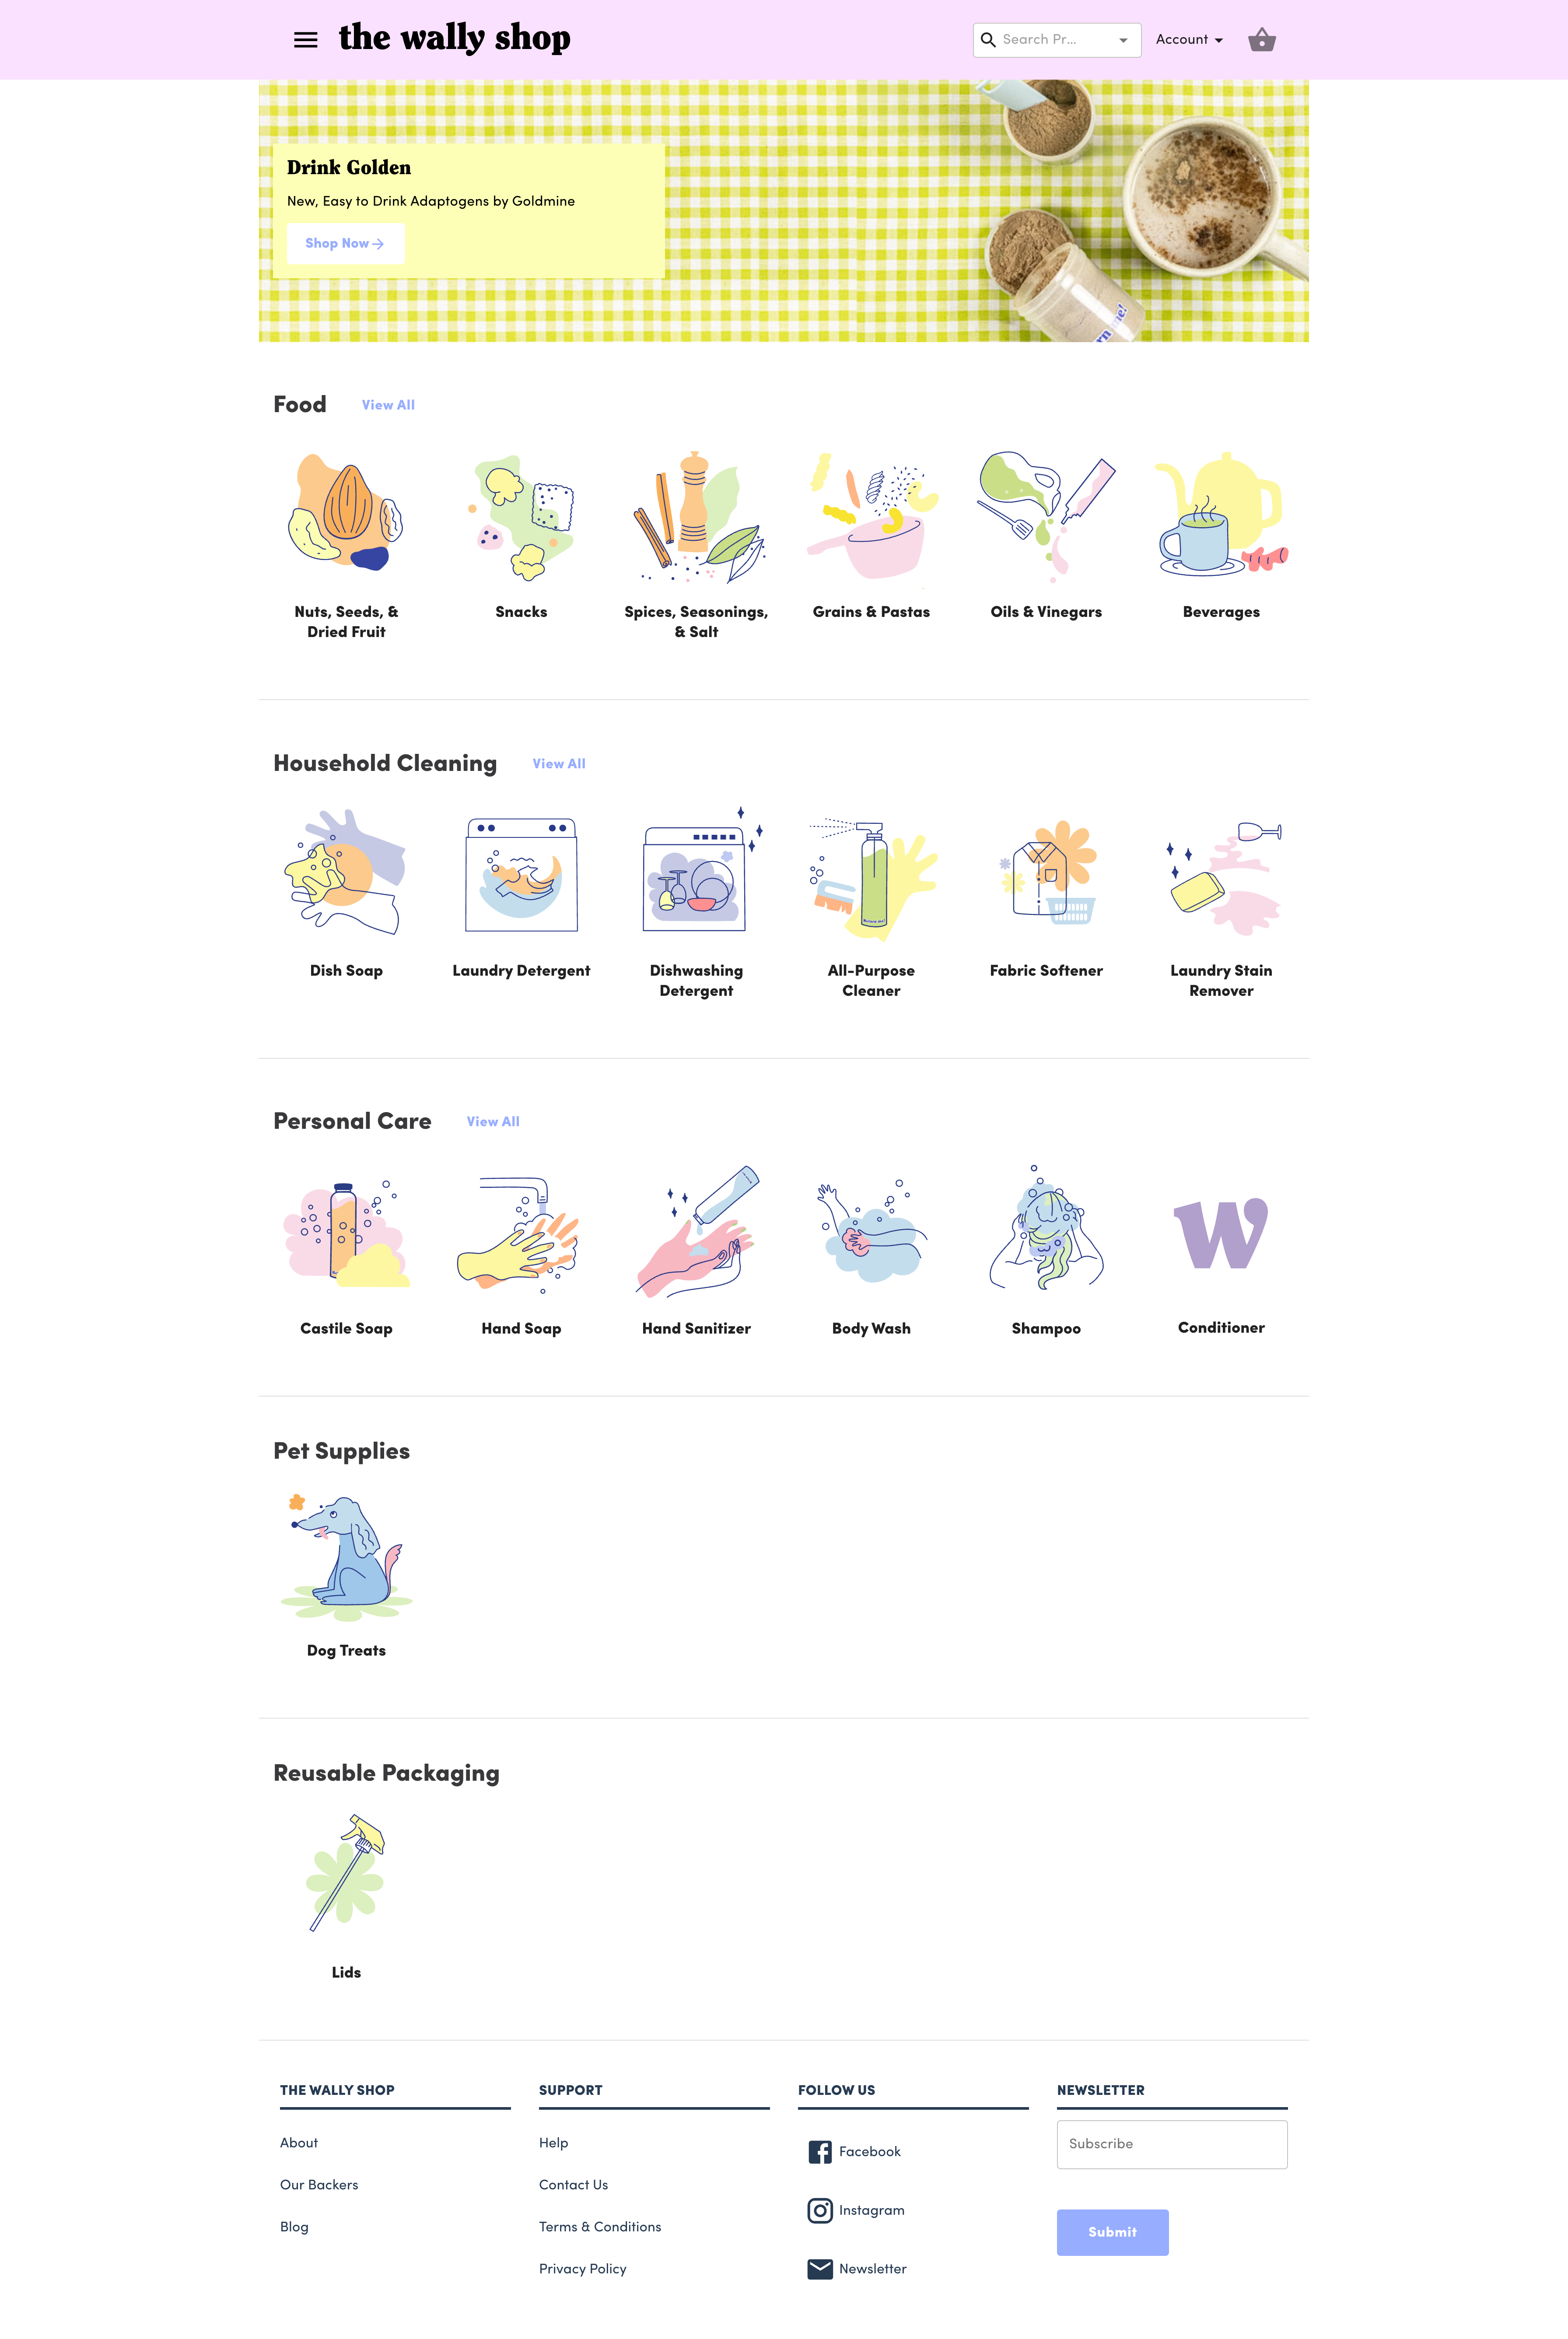 the wally shop
Search Pr...
Account
Drink Golden
New, Easy to Drink Adaptogens by Goldmine
Shop Now
Food
View All
Nuts, Seeds, &
Dried Fruit
Snacks
Spices, Seasonings,
& Salt
Grains & Pastas
Oils & Vinegars
Beverages
Household Cleaning
View All
Dish Soap
Laundry Detergent
Dishwashing
Detergent
All-Purpose
Cleaner
Fabric Softener
Laundry Stain
Remover
Personal Care
View All
Castile Soap
Hand Soap
Hand Sanitizer
Body Wash
Shampoo
W
Conditioner
Pet Supplies
Dog Treats
Reusable Packaging
Lids
THE WALLY SHOP
About
Our Backers
Blog
SUPPORT
Help
Contact Us
Terms & Conditions
Privacy Policy
FOLLOW US
Facebook
Instagram
Newsletter
NEWSLETTER
Subscribe
Submit